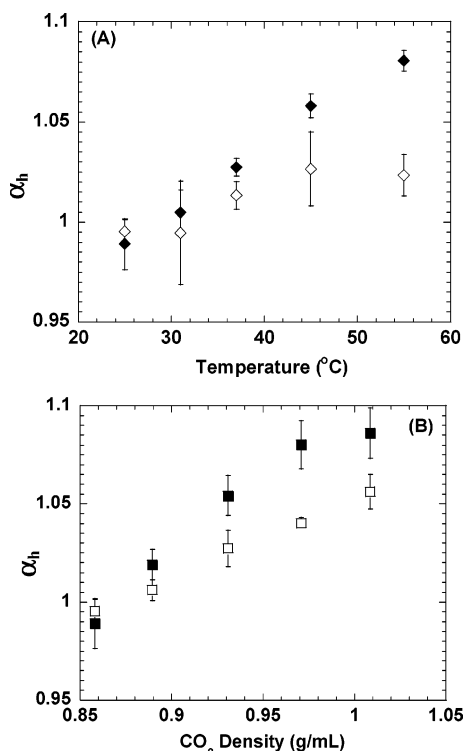 (A)
1.1
1.05
1
0.95
αh
20 30 40 50 60
Temperature (°C)
(B)
1.1
1.05
1
0.95
αh
0.85 0.9 0.95 1 1.05
CO2 Density (g/mL)